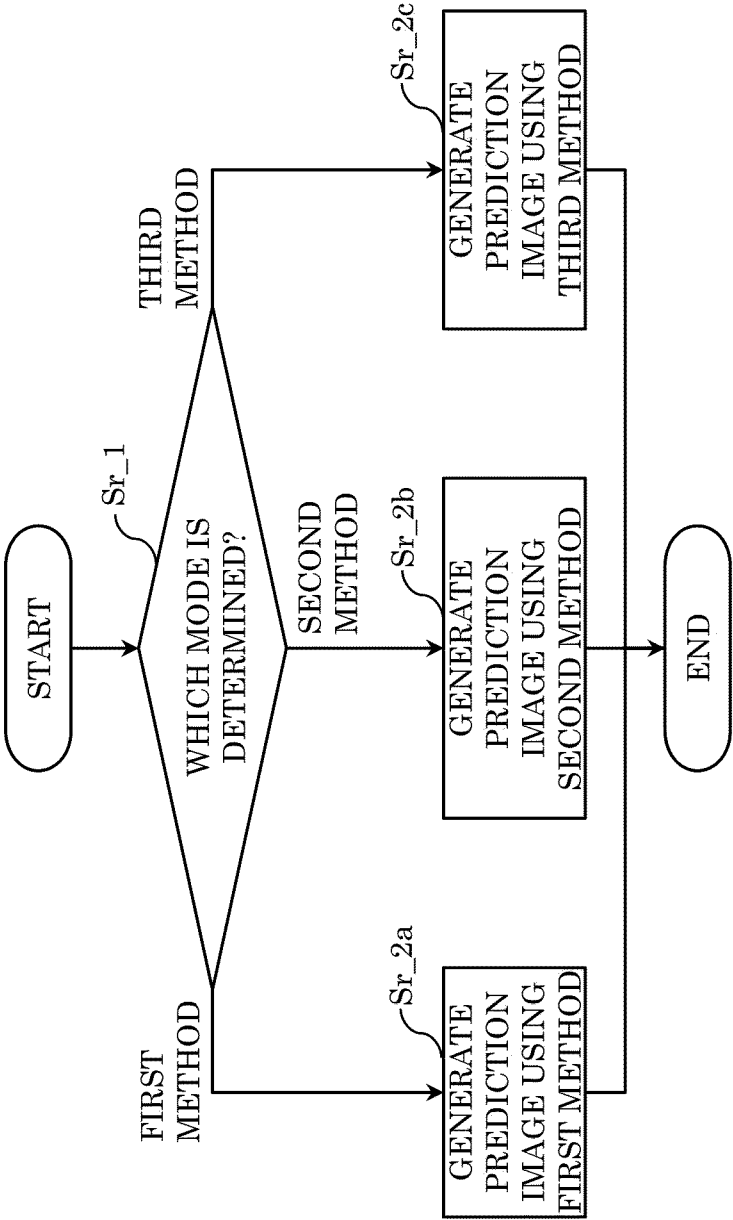 START
Sr_1
WHICH MODE IS
DETERMINED?
FIRST
METHOD
SECOND
METHOD
THIRD
METHOD
Sr_2a
GENERATE
PREDICTION
IMAGE USING
FIRST METHOD
Sr_2b
GENERATE
PREDICTION
IMAGE USING
SECOND METHOD
Sr_2c
GENERATE
PREDICTION
IMAGE USING
THIRD METHOD
END